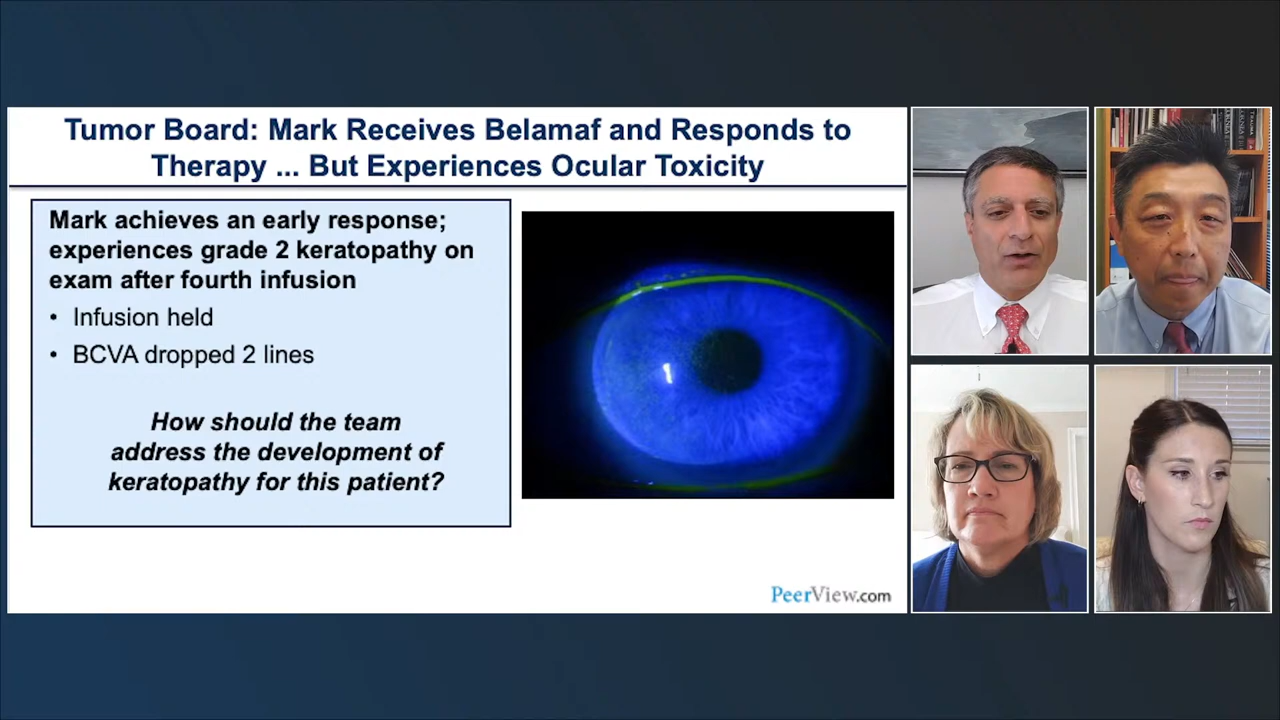 Tumor Board: Mark Receives Belamaf and Responds to
Therapy ... But Experiences Ocular Toxicity
Mark achieves an early response;
experiences grade 2 keratopathy on
exam after fourth infusion
• Infusion held
• BCVA dropped 2 lines
How should the team
address the development of
keratopathy for this patient?
PeerView.com